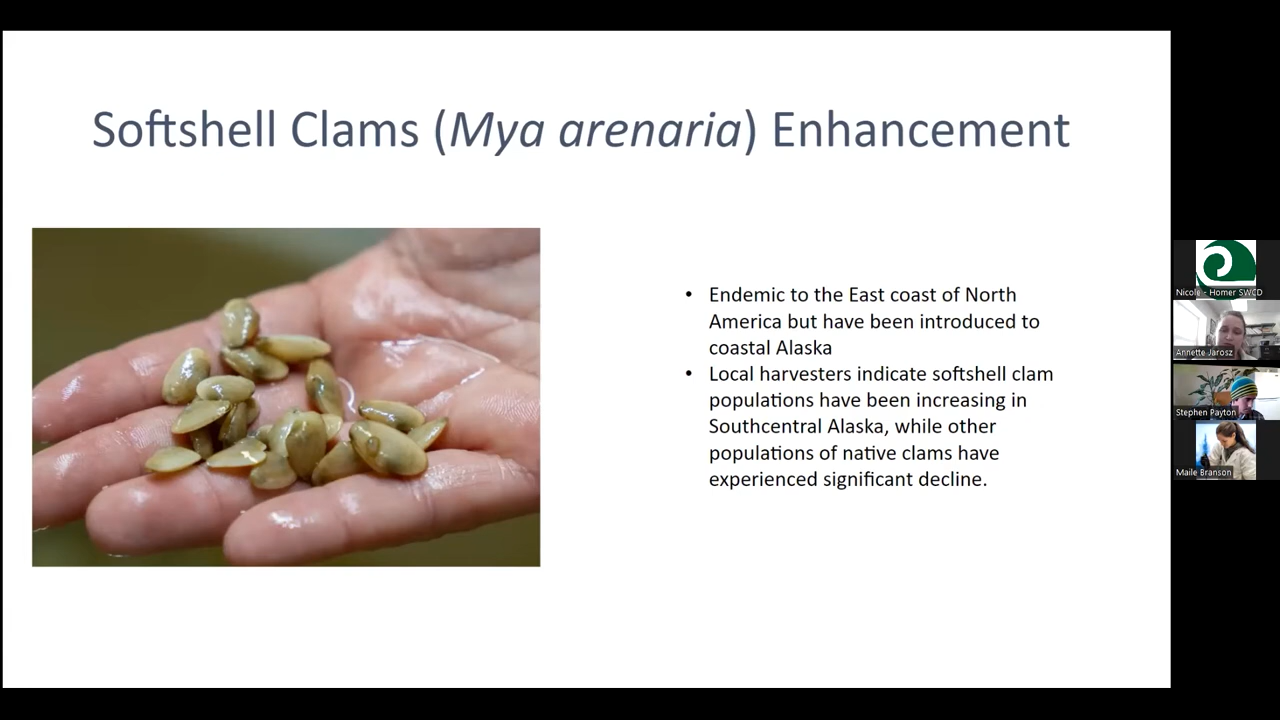 Softshell Clams (Mya arenaria) Enhancement
• Endemic to the East coast of North
America but have been introduced to
coastal Alaska
• Local harvesters indicate softshell clam
populations have been increasing in
Southcentral Alaska, while other
populations of native clams have
experienced significant decline.
Nicole - Homer SWCD
Annette Jarosz
Stephen Payton
Maile Branson